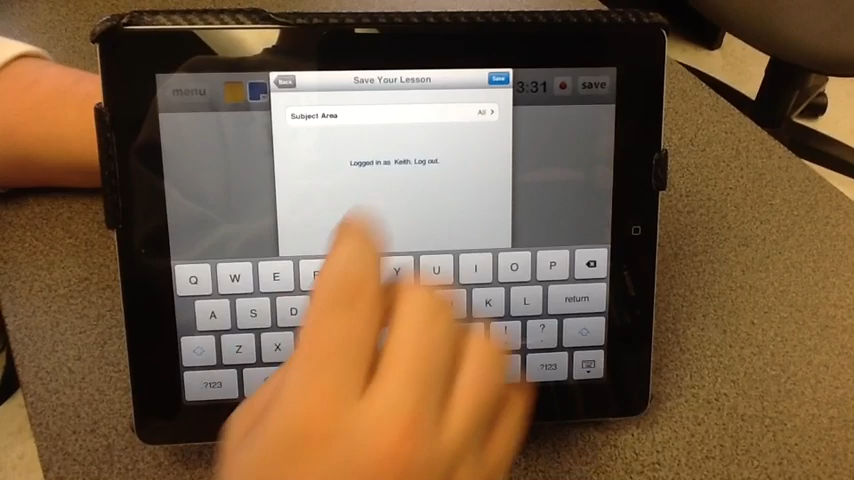 menu
3:31
save
Back
Save Your Lesson
Save
Subject Area
All
Logged in as Keith. Log out.
Q W E Y U I O P
A S D K L return
Z X ! ?
.?123 .?123